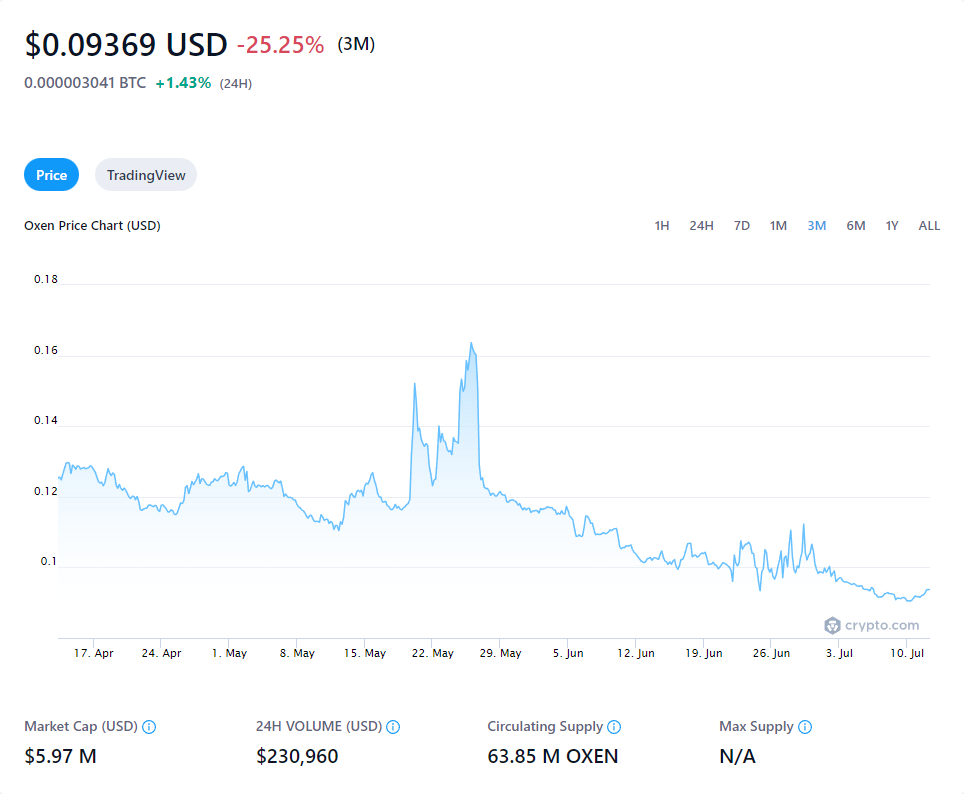 $0.09369 USD -25.25% (3M)
0.000003041 BTC +1.43% (24H)
Price TradingView
Oxen Price Chart (USD) 1H 24H 7D 1M 3M 6M 1Y ALL
0.18
0.16
0.14
0.12
0.1
crypto.com
17. Apr 24. Apr 1. May 8. May 15. May 22. May 29. May 5. Jun 12. Jun 19. Jun 26. Jun 3. Jul 10. Jul
Market Cap (USD) 24H VOLUME (USD) Circulating Supply Max Supply
$5.97 M $230,960 63.85 M OXEN N/A